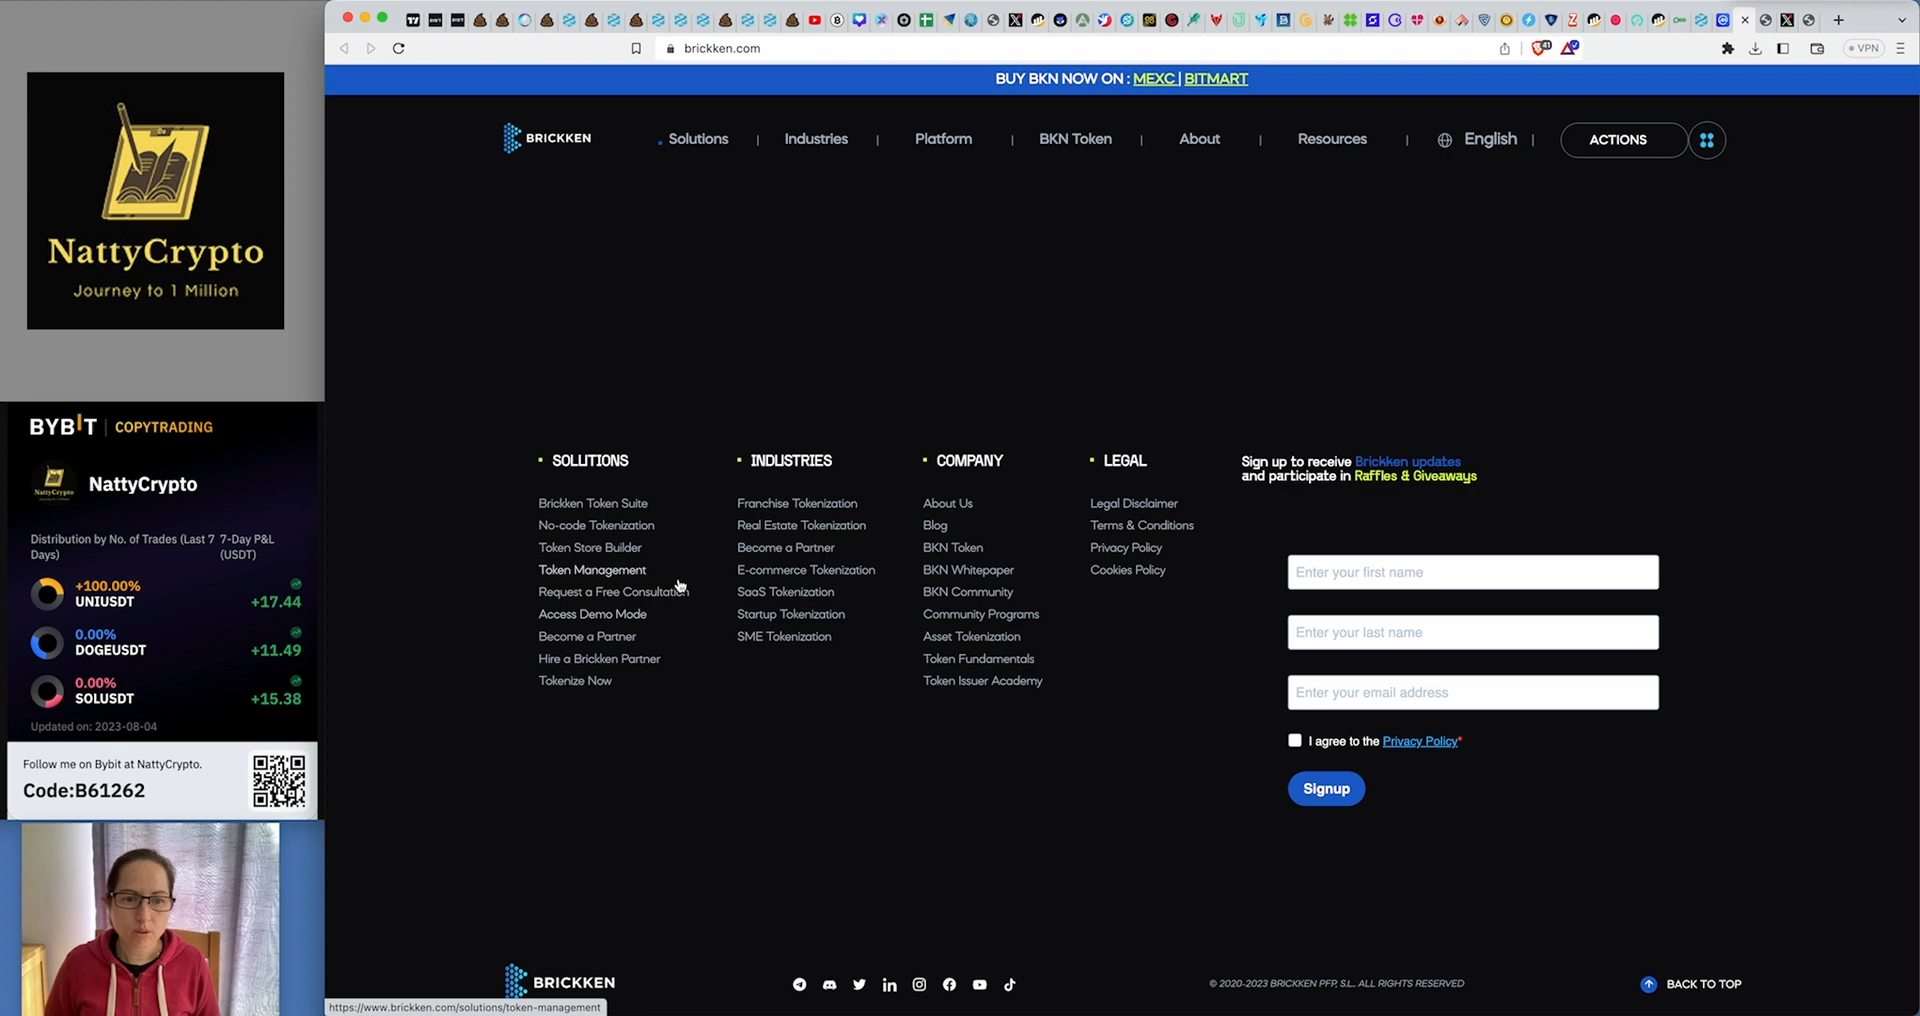 NattyCrypto
Journey to 1 Million
BYBIT | COPYTRADING
NattyCrypto
Distribution by No. of Trades (Last 7 Days)
7-Day P&L (USDT)
+100.00%
UNIUSDT
+17.44
0.00%
DOGEUSDT
+11.49
0.00%
SOLUSDT
+15.38
Updated on: 2023-08-04
Follow me on Bybit at NattyCrypto.
Code:B61262
brickken.com
VPN
BUY BKN NOW ON : MEXC | BITMART
BRICKKEN
Solutions | Industries | Platform | BKN Token | About | Resources | English |
ACTIONS
SOLUTIONS
Brickken Token Suite
No-code Tokenization
Token Store Builder
Token Management
Request a Free Consultation
Access Demo Mode
Become a Partner
Hire a Brickken Partner
Tokenize Now
INDUSTRIES
Franchise Tokenization
Real Estate Tokenization
Become a Partner
E-commerce Tokenization
SaaS Tokenization
Startup Tokenization
SME Tokenization
COMPANY
About Us
Blog
BKN Token
BKN Whitepaper
BKN Community
Community Programs
Asset Tokenization
Token Fundamentals
Token Issuer Academy
LEGAL
Legal Disclaimer
Terms & Conditions
Privacy Policy
Cookies Policy
Sign up to receive Brickken updates
and participate in Raffles & Giveaways
Enter your first name
Enter your last name
Enter your email address
I agree to the Privacy Policy*
Signup
BRICKKEN
© 2020-2023 BRICKKEN PFP, S.L. ALL RIGHTS RESERVED
BACK TO TOP
https://www.brickken.com/solutions/token-management